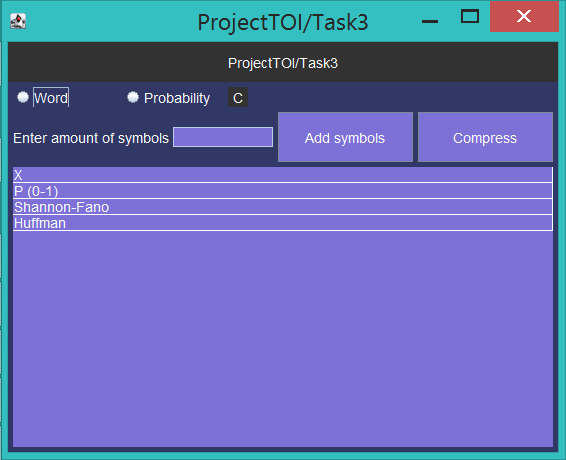 ProjectTOI/Task3
ProjectTOI/Task3
Word Probability C
Enter amount of symbols Add symbols Compress
X
P (0-1)
Shannon-Fano
Huffman